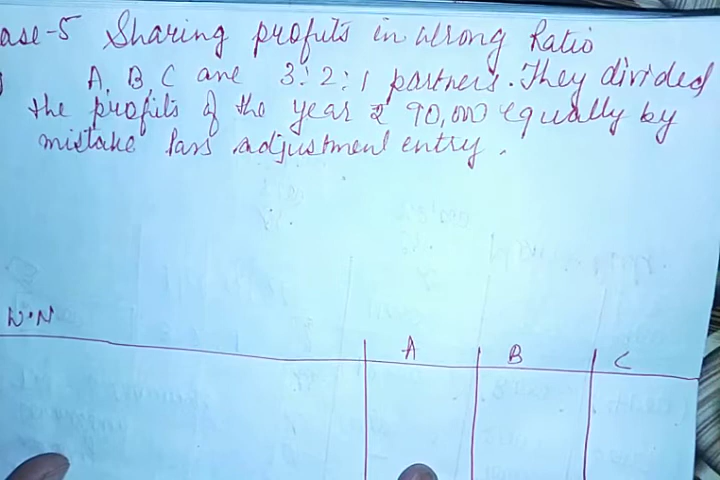 ase-5 Sharing profits in wrong Ratio
A, B, C are 3:2:1 partners. They divided
the profits of the year ₹ 90,000 equally by
mistake Pass adjustment entry.
W.N
A B C